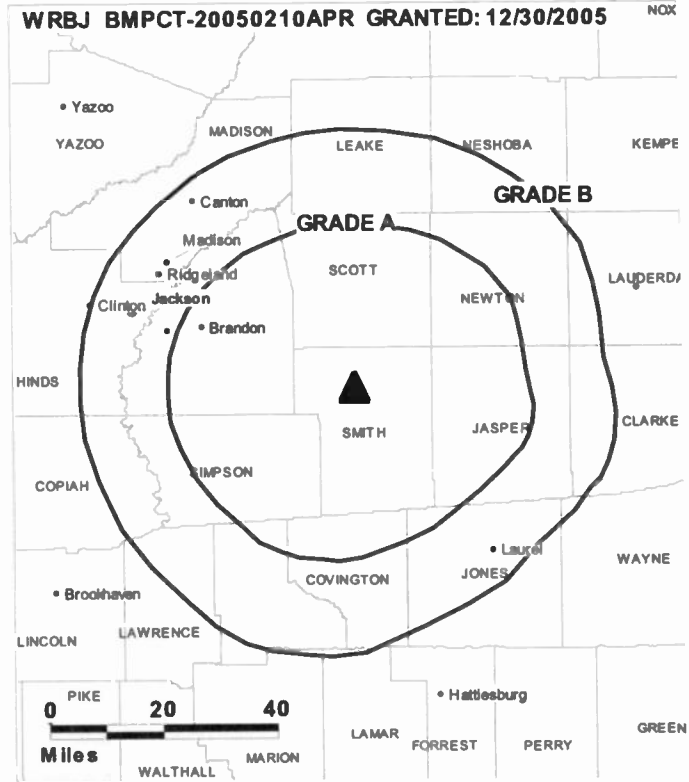 WRBJ BMPCT-20050210APR GRANTED: 12/30/2005
NOX
Yazoo
YAZOO
MADISON
LEAKE
NESHOBA
KEMPE
GRADE B
Canton
GRADE A
Madison
Ridgeland
SCOTT
LAUDERDA
Jackson
NEWTON
Clinton
Brandon
HINDS
SMITH
JASPER
CLARKE
SIMPSON
COPIAH
Laurel
WAYNE
COVINGTON
JONES
Brookhaven
LAWRENCE
LINCOLN
PIKE
Hattiesburg
0 20 40
Miles
LAMAR
FORREST
PERRY
GREEN
MARION
WALTHALL